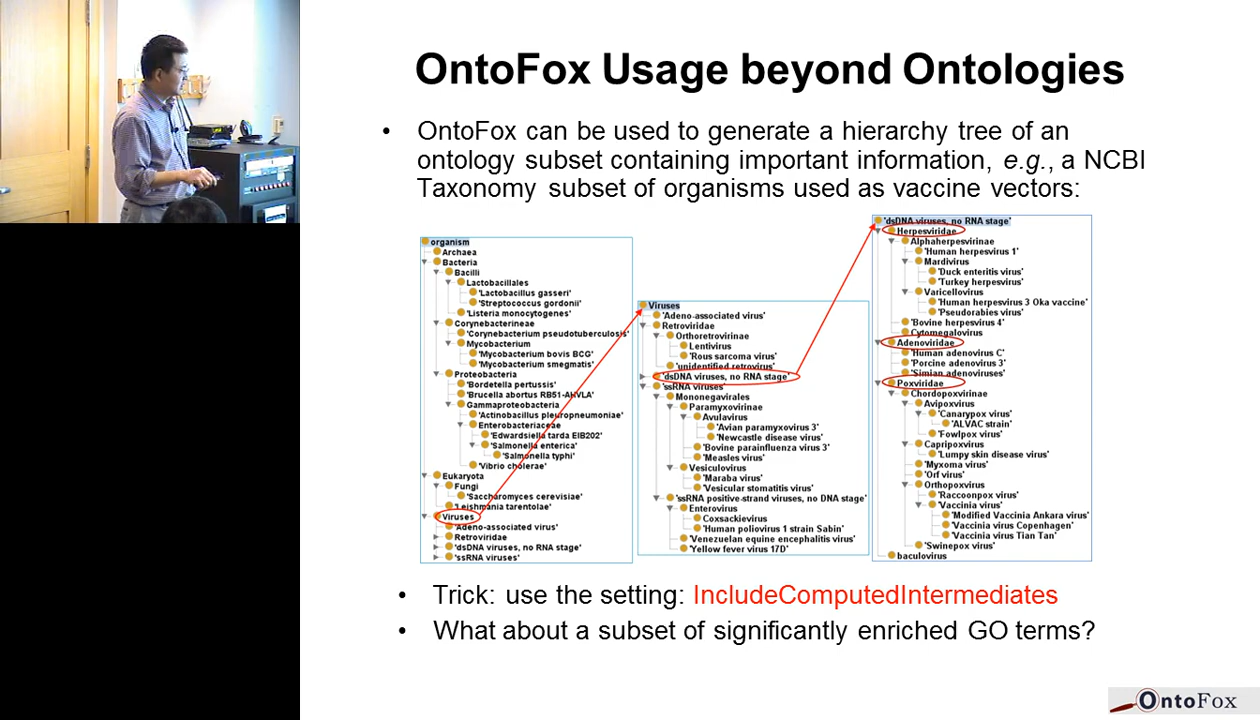 OntoFox Usage beyond Ontologies
• OntoFox can be used to generate a hierarchy tree of an
ontology subset containing important information, e.g., a NCBI
Taxonomy subset of organisms used as vaccine vectors:
organism
Archaea
Bacteria
Bacilli
Lactobacillales
'Lactobacillus gasseri'
'Streptococcus gordonii'
'Listeria monocytogenes'
Corynebacterineae
'Corynebacterium pseudotuberculosis'
Mycobacterium
'Mycobacterium bovis BCG'
'Mycobacterium smegmatis'
Proteobacteria
'Bordetella pertussis'
'Brucella abortus RB51-AHVLA'
Gammaproteobacteria
'Actinobacillus pleuropneumoniae'
Enterobacteriaceae
'Edwardsiella tarda EIB202'
'Salmonella enterica'
'Salmonella typhi'
'Vibrio cholerae'
Eukaryota
Fungi
'Saccharomyces cerevisiae'
'Leishmania tarentolae'
Viruses
'Adeno-associated virus'
Retroviridae
'dsDNA viruses, no RNA stage'
'ssRNA viruses'
Viruses
'Adeno-associated virus'
Retroviridae
Orthoretrovirinae
Lentivirus
'Rous sarcoma virus'
'unidentified retrovirus'
'dsDNA viruses, no RNA stage'
'ssRNA viruses'
Mononegavirales
Paramyxovirinae
Avulavirus
'Avian paramyxovirus 3'
'Newcastle disease virus'
'Bovine parainfluenza virus 3'
'Measles virus'
Vesiculovirus
'Maraba virus'
'Vesicular stomatitis virus'
'ssRNA positive-strand viruses, no DNA stage'
Enterovirus
Coxsackievirus
'Human poliovirus 1 strain Sabin'
'Venezuelan equine encephalitis virus'
'Yellow fever virus 17D'
'dsDNA viruses, no RNA stage'
Herpesviridae
Alphaherpesvirinae
'Human herpesvirus 1'
Mardivirus
'Duck enteritis virus'
'Turkey herpesvirus'
Varicellovirus
'Human herpesvirus 3 Oka vaccine'
'Pseudorabies virus'
'Bovine herpesvirus 4'
Cytomegalovirus
Adenoviridae
'Human adenovirus C'
'Porcine adenovirus 3'
'Simian adenoviruses'
Poxviridae
Chordopoxvirinae
Avipoxvirus
'Canarypox virus'
'ALVAC strain'
'Fowlpox virus'
Capripoxvirus
'Lumpy skin disease virus'
'Myxoma virus'
'Orf virus'
Orthopoxvirus
'Raccoonpox virus'
'Vaccinia virus'
'Modified Vaccinia Ankara virus'
'Vaccinia virus Copenhagen'
'Vaccinia virus Tian Tan'
'Swinepox virus'
baculovirus
• Trick: use the setting: IncludeComputedIntermediates
• What about a subset of significantly enriched GO terms?
OntoFox